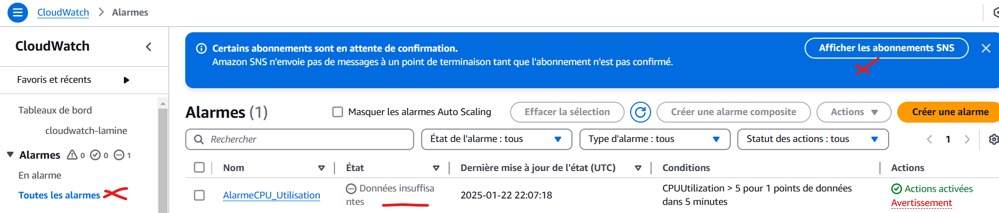 CloudWatch > Alarmes
CloudWatch
Favoris et récents
Tableaux de bord
cloudwatch-lamine
Alarmes 0 0 1
En alarme
Toutes les alarmes
Certains abonnements sont en attente de confirmation.
Amazon SNS n'envoie pas de messages à un point de terminaison tant que l'abonnement n'est pas confirmé.
Afficher les abonnements SNS
Alarmes (1)
Masquer les alarmes Auto Scaling
Effacer la sélection
Créer une alarme composite
Actions
Créer une alarme
Rechercher
État de l'alarme : tous
Type d'alarme : tous
Statut des actions : tous
1
Nom
État
Dernière mise à jour de l'état (UTC)
Conditions
Actions
AlarmeCPU_Utilisation
Données insuffisa
ntes
2025-01-22 22:07:18
CPUUtilization > 5 pour 1 points de données
dans 5 minutes
Actions activées
Avertissement